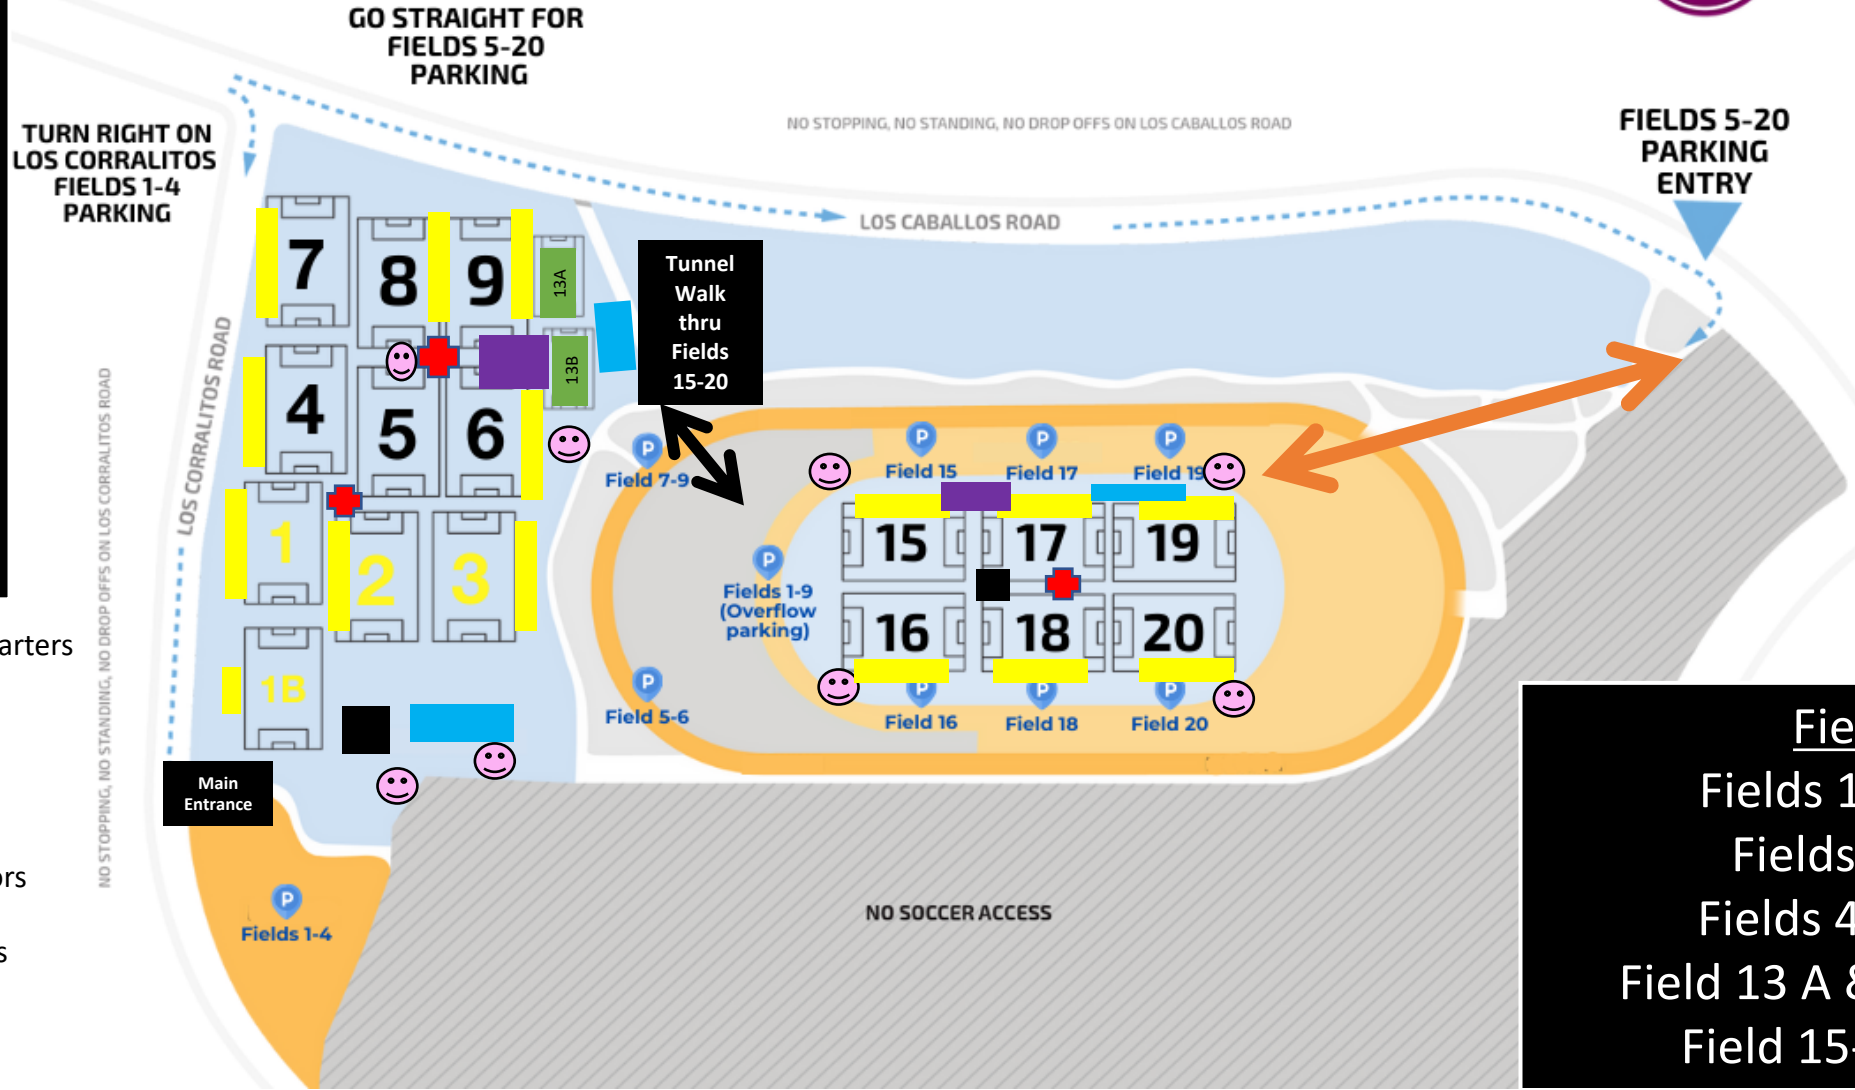 GO STRAIGHT FOR
FIELDS 5-20
PARKING
TURN RIGHT ON
LOS CORRALITOS
FIELDS 1-4
PARKING
NO STOPPING, NO STANDING, NO DROP OFFS ON LOS CABALLOS ROAD
FIELDS 5-20
PARKING
ENTRY
LOS CABALLOS ROAD
LOS CORRALITOS ROAD
NO STOPPING, NO STANDING, NO DROP OFFS ON LOS CORRALITOS ROAD
7
8
9
13A
13B
4
5
6
1
2
3
1B
Tunnel
Walk
thru
Fields
15-20
P
Field 7-9
P
Field 15
P
Field 17
P
Field 19
15
17
19
P
Fields 1-9
(Overflow
parking)
16
18
20
P
Field 5-6
P
Field 16
P
Field 18
P
Field 20
Main
Entrance
P
Fields 1-4
NO SOCCER ACCESS
arters
ors
s
Fie
Fields 1
Fields
Fields 4
Field 13 A &
Field 15-